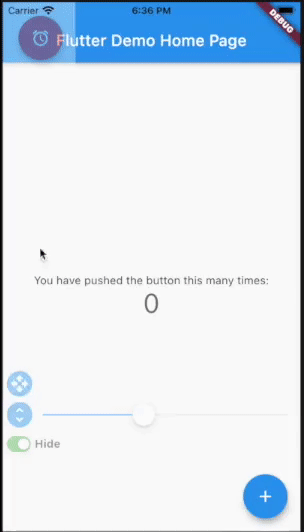 Carrier 6:36 PM
DEBUG
Flutter Demo Home Page
You have pushed the button this many times:
0
Hide